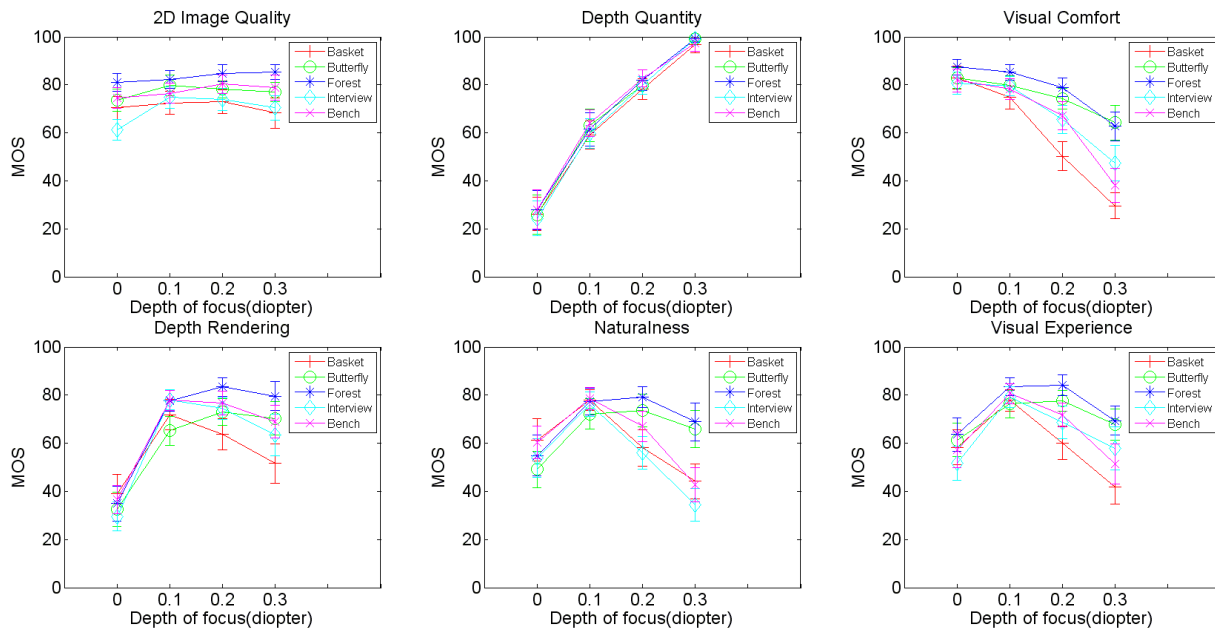 2D Image Quality
MOS
100
80
60
40
20
0
Basket
Butterfly
Forest
Interview
Bench
0 0.1 0.2 0.3
Depth of focus(diopter)
Depth Quantity
MOS
100
80
60
40
20
0
Basket
Butterfly
Forest
Interview
Bench
0 0.1 0.2 0.3
Depth of focus(diopter)
Visual Comfort
MOS
100
80
60
40
20
0
Basket
Butterfly
Forest
Interview
Bench
0 0.1 0.2 0.3
Depth of focus(diopter)
Depth Rendering
MOS
100
80
60
40
20
0
Basket
Butterfly
Forest
Interview
Bench
0 0.1 0.2 0.3
Depth of focus(diopter)
Naturalness
MOS
100
80
60
40
20
0
Basket
Butterfly
Forest
Interview
Bench
0 0.1 0.2 0.3
Depth of focus(diopter)
Visual Experience
MOS
100
80
60
40
20
0
Basket
Butterfly
Forest
Interview
Bench
0 0.1 0.2 0.3
Depth of focus(diopter)